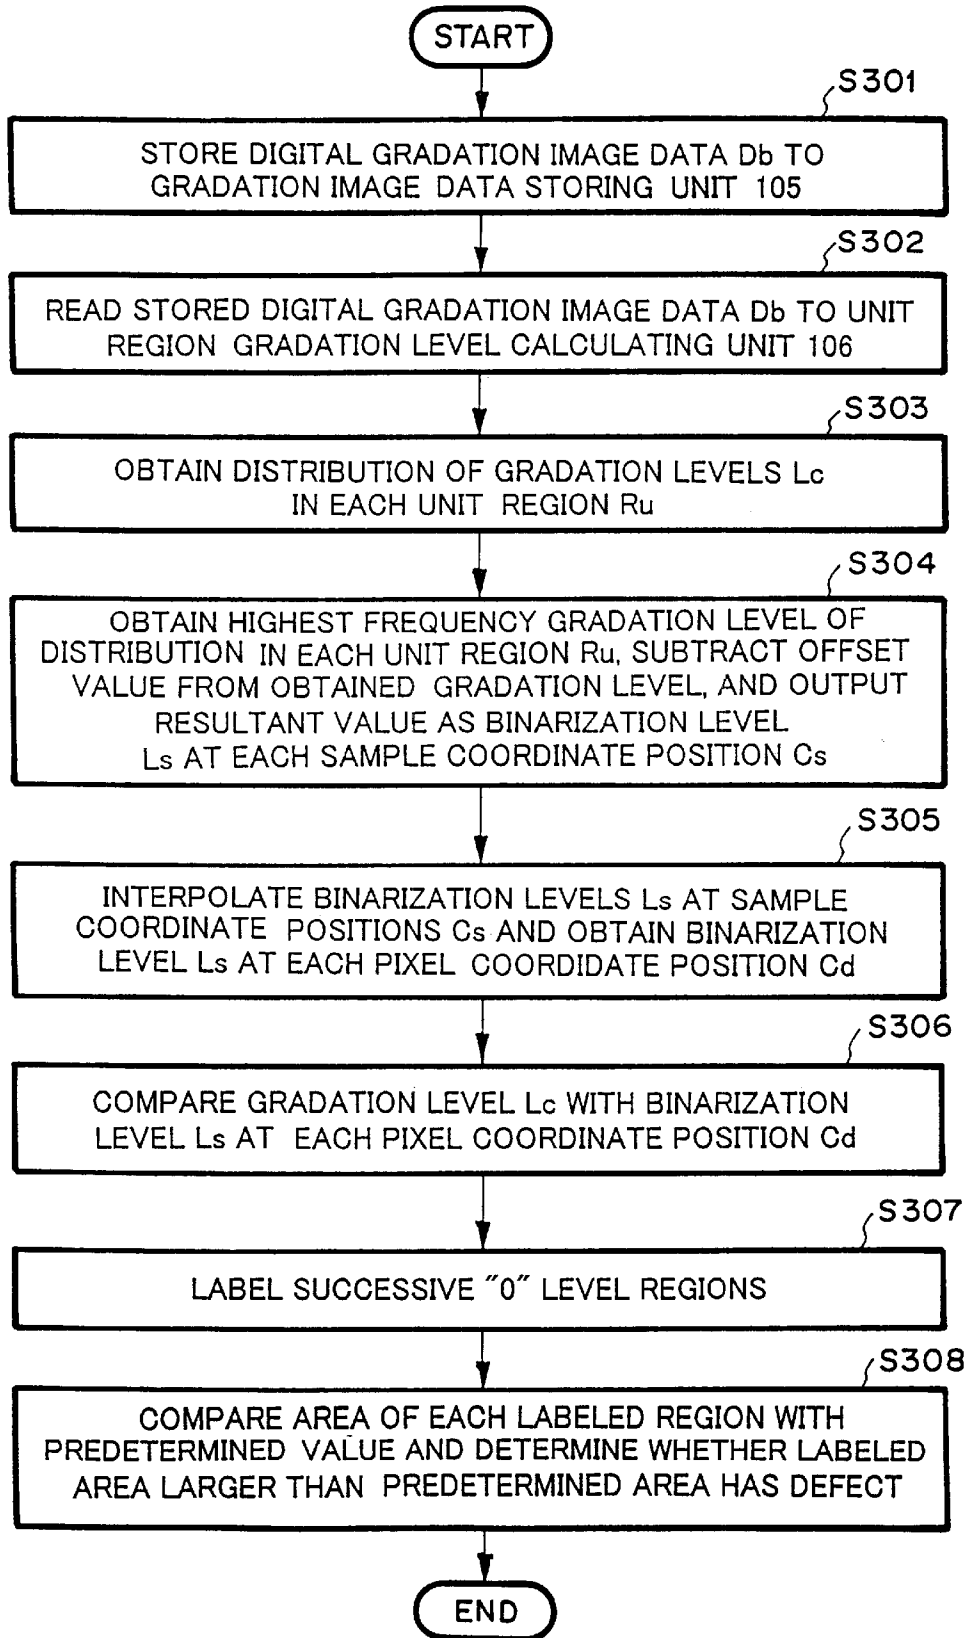 START
S301
STORE DIGITAL GRADATION IMAGE DATA Db TO
GRADATION IMAGE DATA STORING UNIT 105
S302
READ STORED DIGITAL GRADATION IMAGE DATA Db TO UNIT
REGION GRADATION LEVEL CALCULATING UNIT 106
S303
OBTAIN DISTRIBUTION OF GRADATION LEVELS Lc
IN EACH UNIT REGION Ru
S304
OBTAIN HIGHEST FREQUENCY GRADATION LEVEL OF
DISTRIBUTION IN EACH UNIT REGION Ru, SUBTRACT OFFSET
VALUE FROM OBTAINED GRADATION LEVEL, AND OUTPUT
RESULTANT VALUE AS BINARIZATION LEVEL
Ls AT EACH SAMPLE COORDINATE POSITION Cs
S305
INTERPOLATE BINARIZATION LEVELS Ls AT SAMPLE
COORDINATE POSITIONS Cs AND OBTAIN BINARIZATION
LEVEL Ls AT EACH PIXEL COORDIDATE POSITION Cd
S306
COMPARE GRADATION LEVEL Lc WITH BINARIZATION
LEVEL Ls AT EACH PIXEL COORDINATE POSITION Cd
S307
LABEL SUCCESSIVE "0" LEVEL REGIONS
S308
COMPARE AREA OF EACH LABELED REGION WITH
PREDETERMINED VALUE AND DETERMINE WHETHER LABELED
AREA LARGER THAN PREDETERMINED AREA HAS DEFECT
END